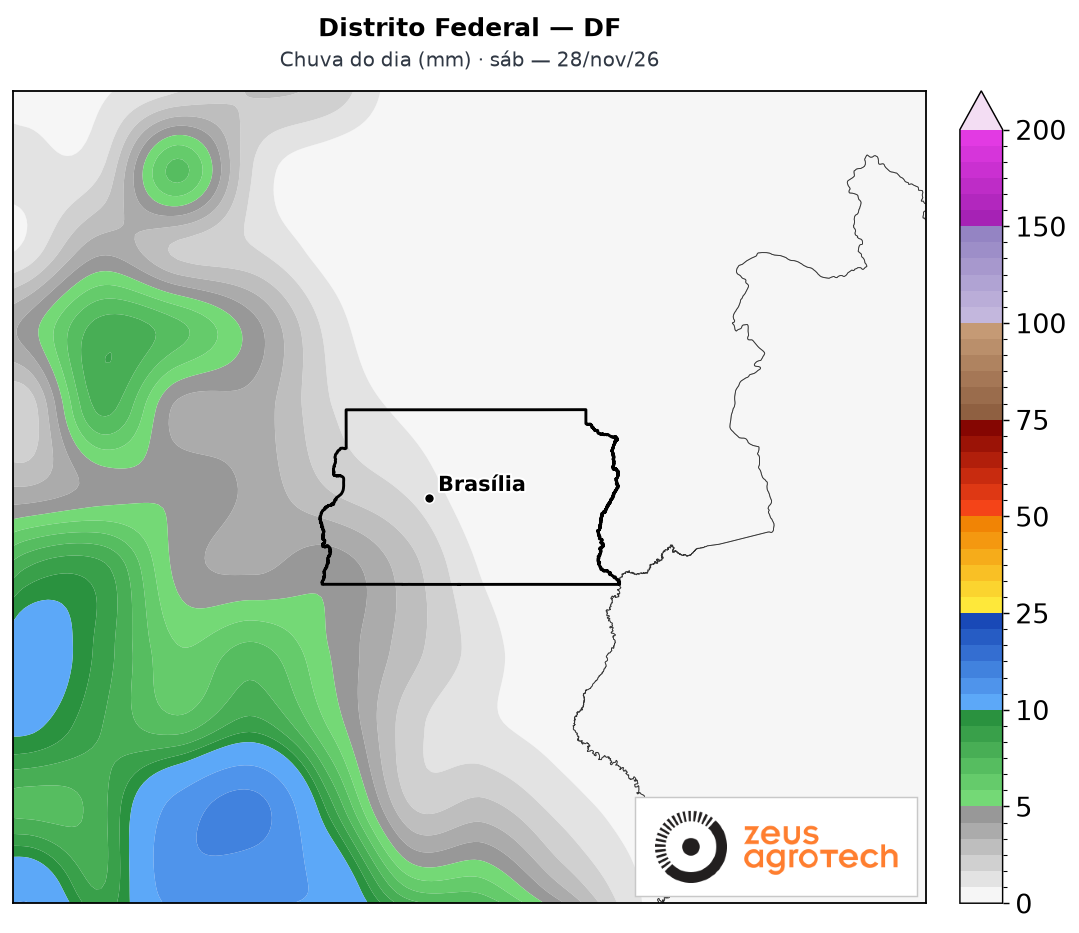 Distrito Federal — DF
Chuva do dia (mm) · sáb — 28/nov/26
200
150
100
75
50
25
10
5
0
Brasília
zeus
agrotech